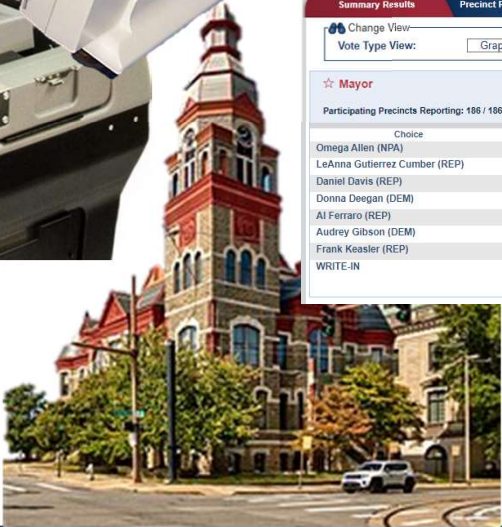 Summary Results
Change View
Vote Type View:
☆ Mayor
Participating Precincts Reporting: 186 / 186
Choice
Omega Allen (NPA)
LeAnna Gutierrez Cumber (REP)
Daniel Davis (REP)
Donna Deegan (DEM)
Al Ferraro (REP)
Audrey Gibson (DEM)
Frank Keasler (REP)
WRITE-IN